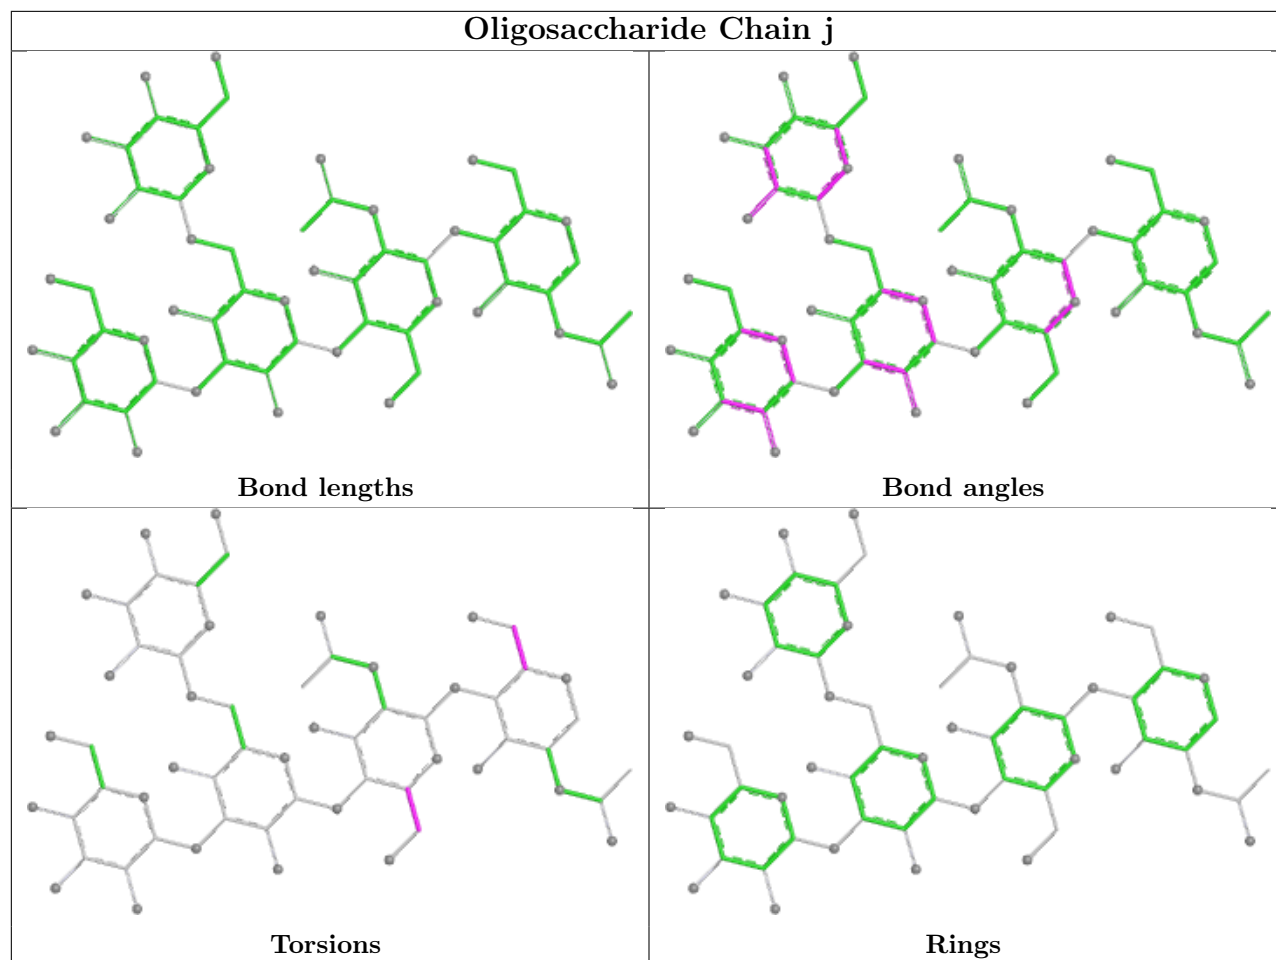 Oligosaccharide Chain j
Bond lengths
Bond angles
Torsions
Rings